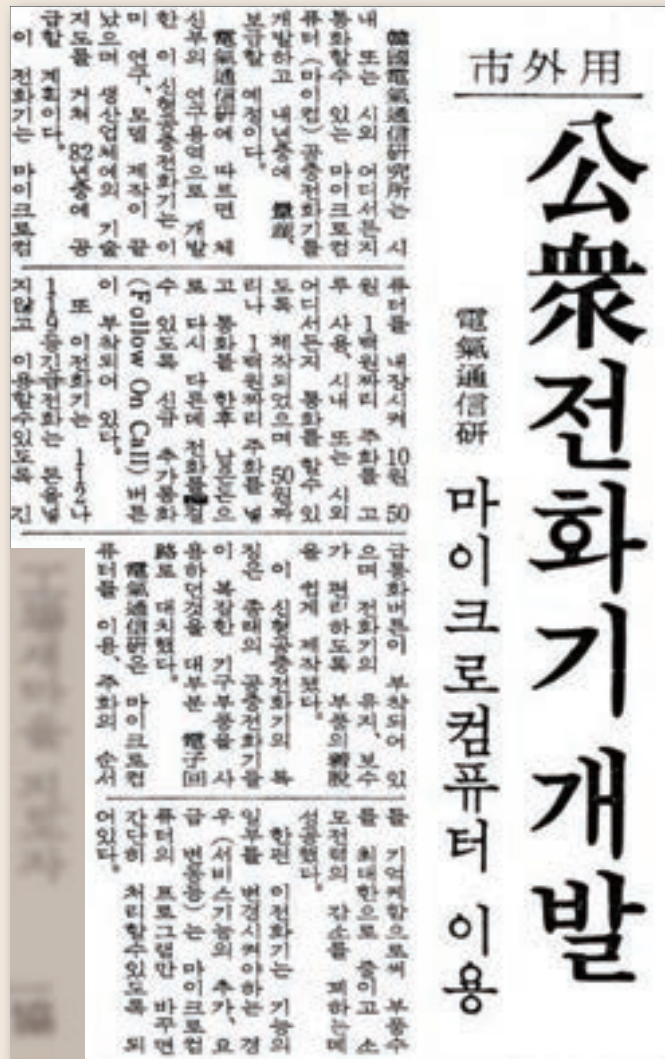 市外用
公衆전화기 개발
電氣通信硏
마이크로컴퓨터 이용
韓國電氣通信硏究所는 시
내 또는 시외 어디서든지
통화할수 있는 마이크로컴
퓨터(마이컴) 공중전화기를
개발하고 내년중에 量産,
보급할 예정이다.
電氣通信硏에 따르면 체
신부의 연구용역으로 개발
한 이 신형공중전화기는 이
미 연구, 모델 제작이 끝
났으며 생산업체에의 기술
지도를 거쳐 82년중에 공
급할 계획이다.
이 전화기는 마이크로컴
퓨터를 내장시켜 10원 50
원 1백원짜리 주화를 고
루 사용, 시내 또는 시외
어디서든지 통화를 할수있
도록 제작되었으며 50원짜
리나 1백원짜리 주화를 넣
고 통화를 한후 남은돈으
로 다시 다른데 전화를걸
수 있도록 신규 추가통화
(Follow On Call) 버튼
이 부착되어 있다.
또 이전화기는 112나
119등긴급전화는 돈을넣
지않고 이용할수있도록 긴
급통화버튼이 부착되어 있
으며 전화기의 유지, 보수
가 편리하도록 부품의 着脫
을 쉽게 제작됐다.
이 신형공중전화기의 특
징은 종래의 공중전화기들
이 복잡한 기구부품을 사
용하던것을 대부분 電子回
路로 대치했다.
電氣通信硏은 마이크로컴
퓨터를 이용, 주화의 순서
를 기억케함으로써 부품수
를 최대한으로 줄이고 소
모전력의 감소를 꾀하는데
성공했다.
한편 이전화기는 기능의
일부를 변경시켜야하는 경
우 (서비스기능의 추가, 요
금 변동등)는 마이크로컴
퓨터의 프로그램만 바꾸면
간단히 처리할수있도록 되
어있다.
工場새마을 지도자